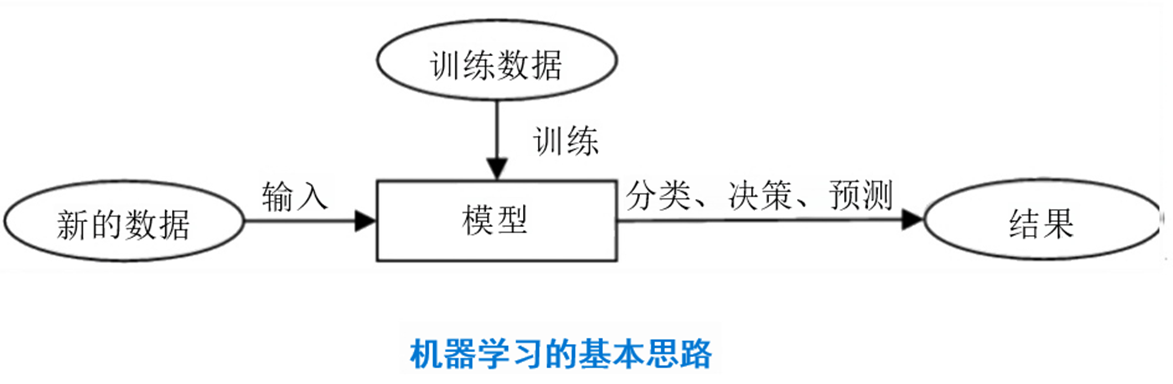 训练数据
训练
新的数据
输入
模型
分类、决策、预测
结果
机器学习的基本思路